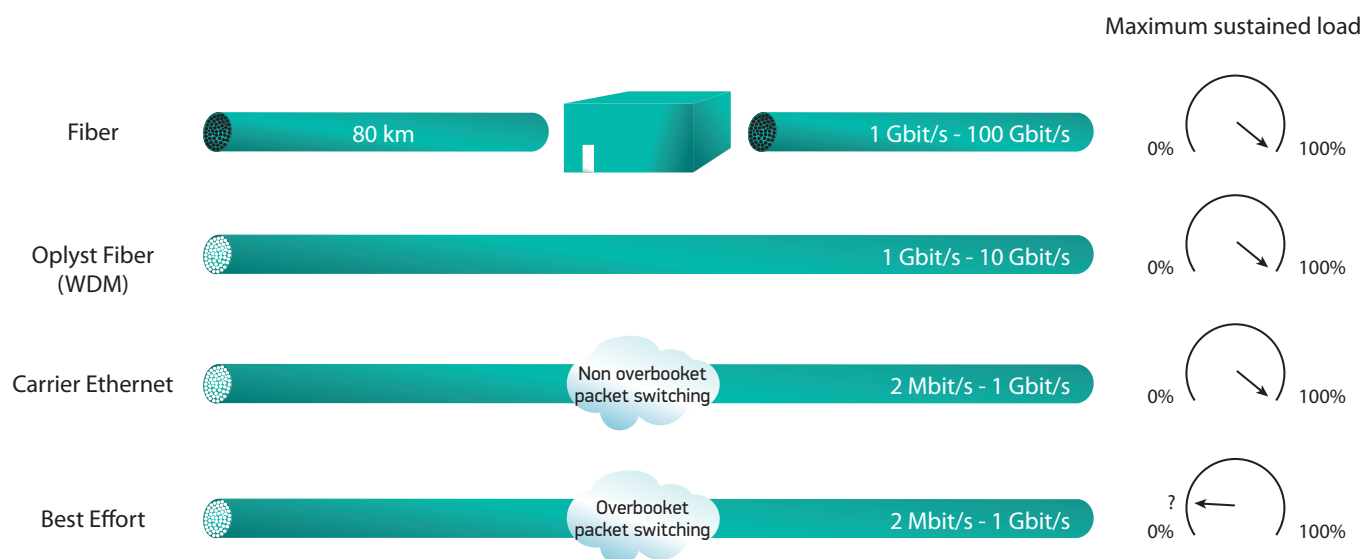 Maximum sustained load
Fiber
80 km
1 Gbit/s - 100 Gbit/s
0%
100%
Oplyst Fiber
(WDM)
1 Gbit/s - 10 Gbit/s
0%
100%
Carrier Ethernet
Non overbooket
packet switching
2 Mbit/s - 1 Gbit/s
0%
100%
Best Effort
Overbooket
packet switching
2 Mbit/s - 1 Gbit/s
?
0%
100%